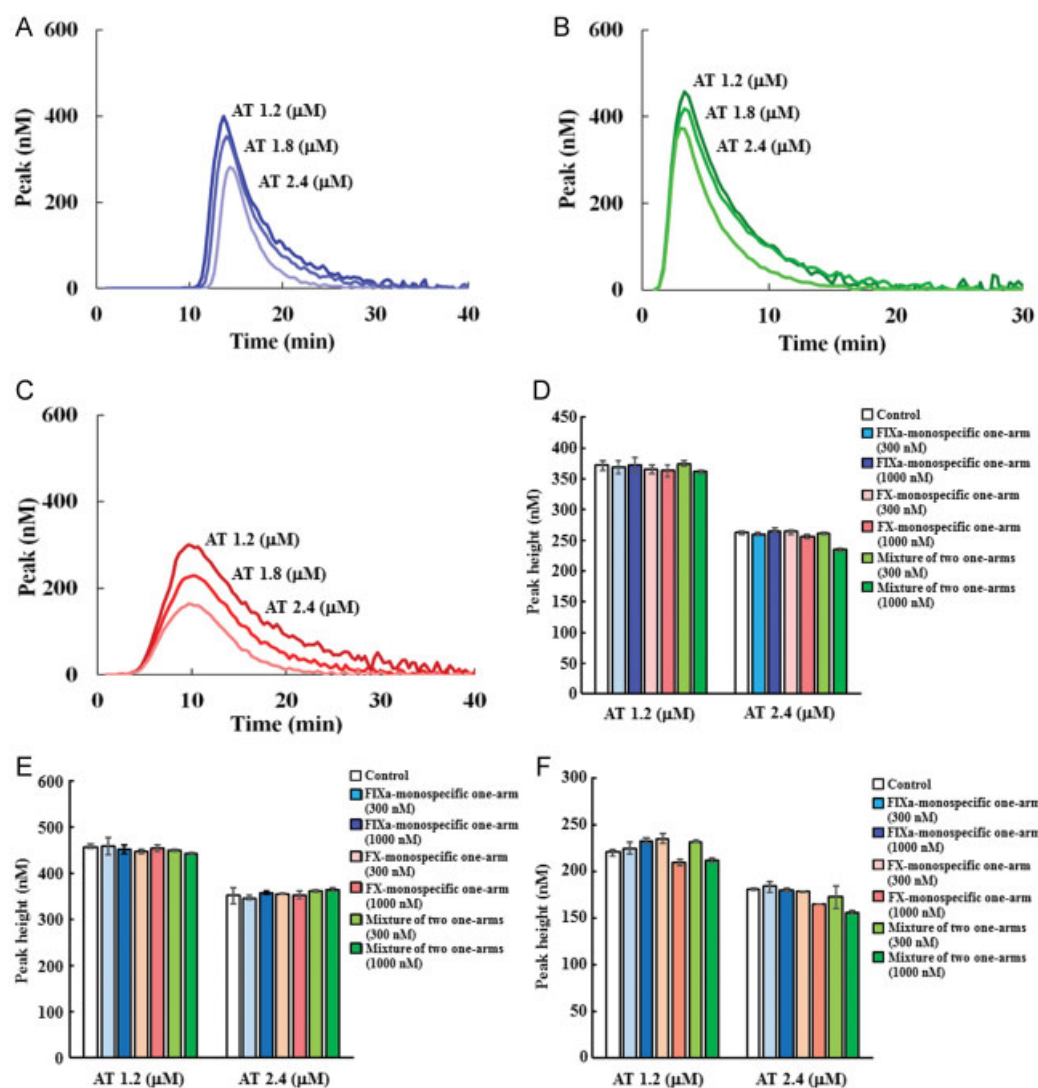 A
600
400
200
0
Peak (nM)
AT 1.2 (μM)
AT 1.8 (μM)
AT 2.4 (μM)
0 10 20 30 40
Time (min)
B
600
400
200
0
Peak (nM)
AT 1.2 (μM)
AT 1.8 (μM)
AT 2.4 (μM)
0 10 20 30
Time (min)
C
600
400
200
0
Peak (nM)
AT 1.2 (μM)
AT 1.8 (μM)
AT 2.4 (μM)
0 10 20 30 40
Time (min)
D
450
400
350
300
250
200
150
100
50
0
Peak height (nM)
AT 1.2 (μM) AT 2.4 (μM)
Control
FIXa-monospecific one-arm
(300 nM)
FIXa-monospecific one-arm
(1000 nM)
FX-monospecific one-arm
(300 nM)
FX-monospecific one-arm
(1000 nM)
Mixture of two one-arms
(300 nM)
Mixture of two one-arms
(1000 nM)
E
600
500
400
300
200
100
0
Peak height (nM)
AT 1.2 (μM) AT 2.4 (μM)
Control
FIXa-monospecific one-arm
(300 nM)
FIXa-monospecific one-arm
(1000 nM)
FX-monospecific one-arm
(300 nM)
FX-monospecific one-arm
(1000 nM)
Mixture of two one-arms
(300 nM)
Mixture of two one-arms
(1000 nM)
F
300
250
200
150
100
50
0
Peak height (nM)
AT 1.2 (μM) AT 2.4 (μM)
Control
FIXa-monospecific one-arm
(300 nM)
FIXa-monospecific one-arm
(1000 nM)
FX-monospecific one-arm
(300 nM)
FX-monospecific one-arm
(1000 nM)
Mixture of two one-arms
(300 nM)
Mixture of two one-arms
(1000 nM)